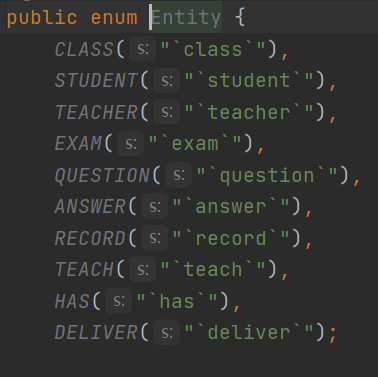 public enum Entity {
CLASS( s: "`class`"),
STUDENT( s: "`student`"),
TEACHER( s: "`teacher`"),
EXAM( s: "`exam`"),
QUESTION( s: "`question`"),
ANSWER( s: "`answer`"),
RECORD( s: "`record`"),
TEACH( s: "`teach`"),
HAS( s: "`has`"),
DELIVER( s: "`deliver`");